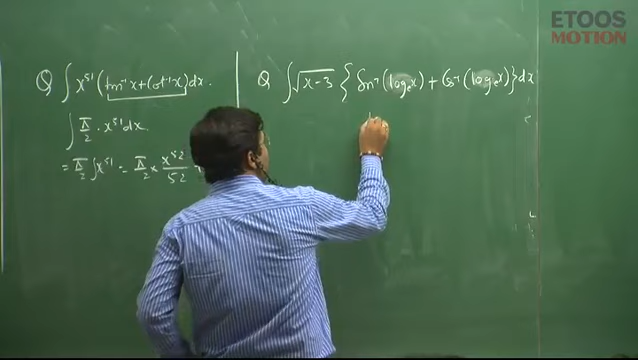 ETOOS
MOTION
Q ∫ x⁵¹ (tan⁻¹x + cot⁻¹x) dx.
∫ π/2 · x⁵¹ dx.
= π/2 ∫ x⁵¹ = π/2 × x⁵²/52
Q ∫ √(x-3) { sin⁻¹ (logₑx) + cos⁻¹ (logₑx) } dx